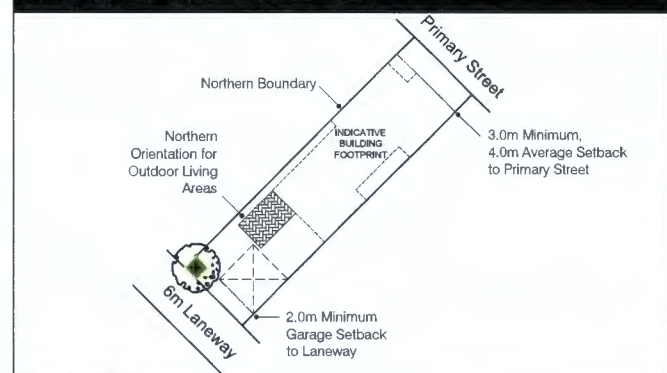 Primary Street
Northern Boundary
Northern
Orientation for
Outdoor Living
Areas
INDICATIVE
BUILDING
FOOTPRINT
3.0m Minimum,
4.0m Average Setback
to Primary Street
6m Laneway
2.0m Minimum
Garage Setback
to Laneway